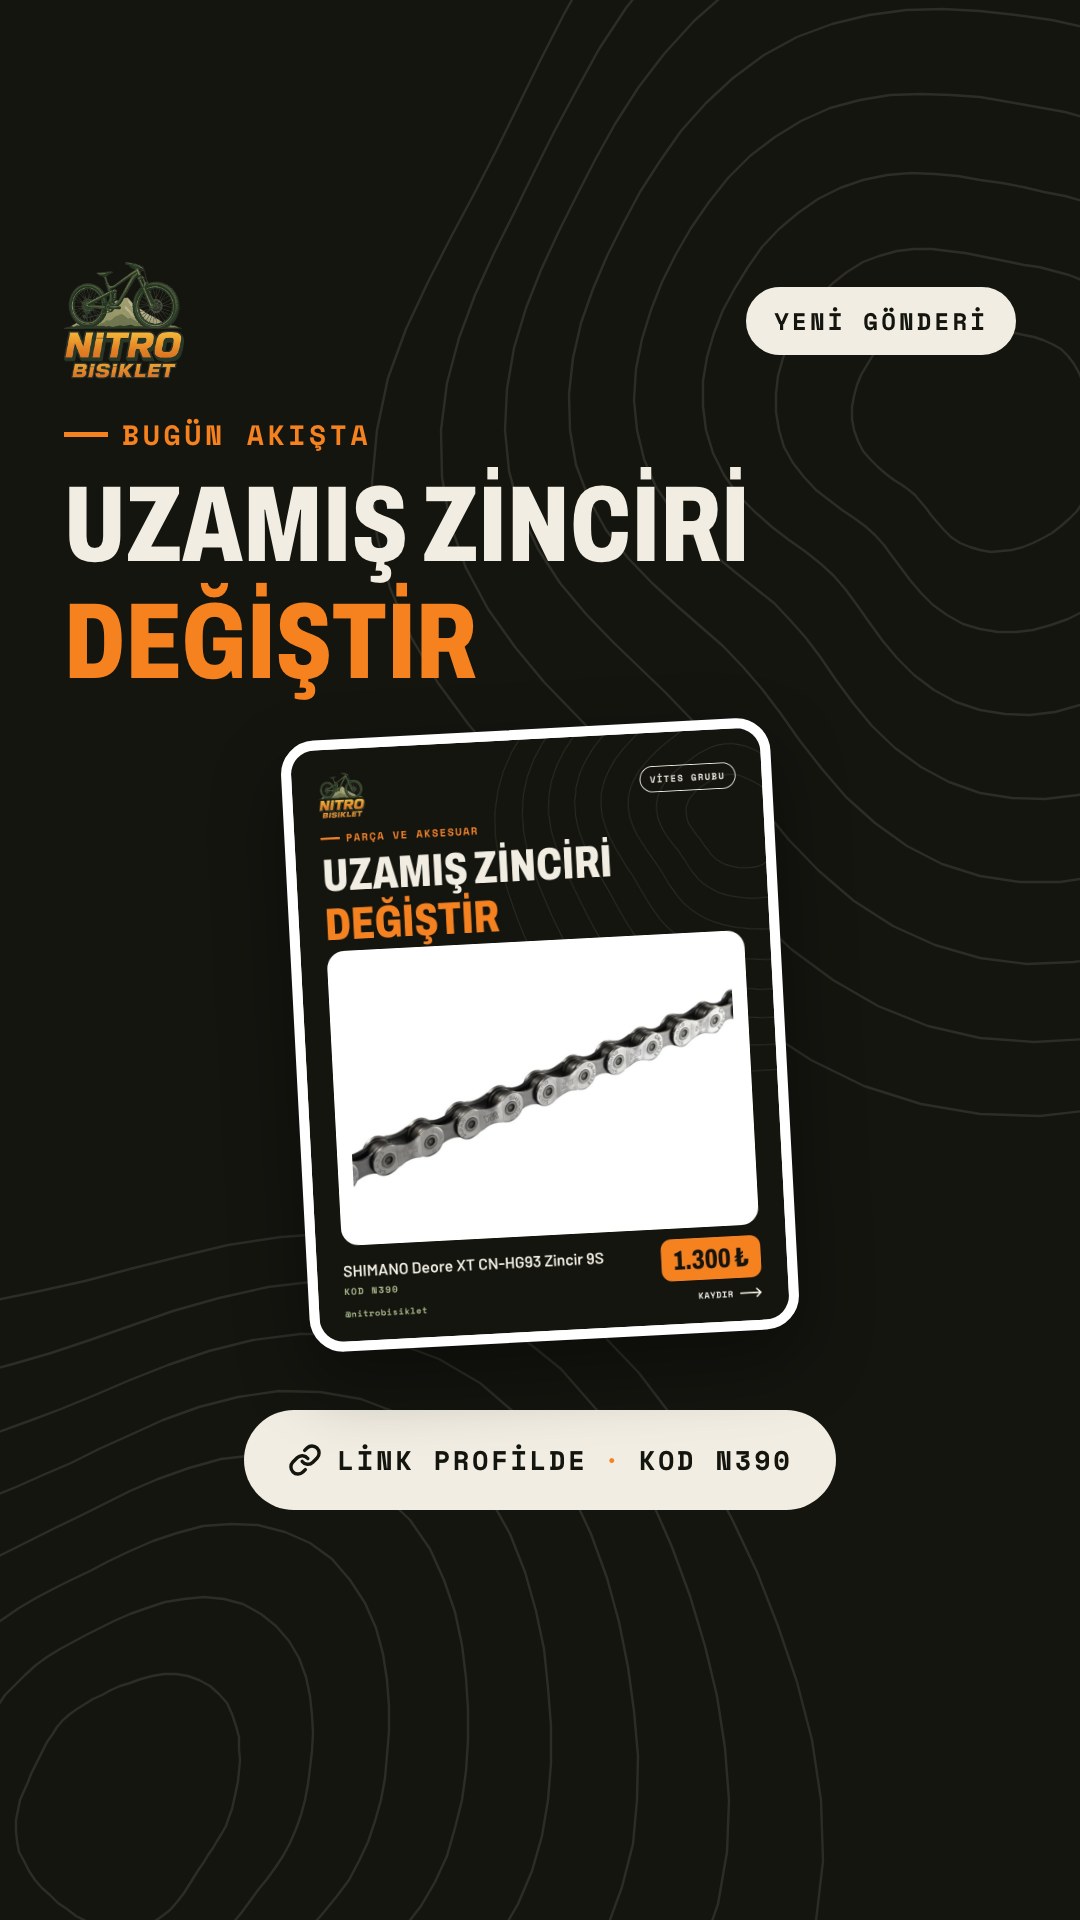 NiTRO
BiSiKLET
YENİ GÖNDERİ
BUGÜN AKIŞTA
UZAMIŞ ZİNCİRİ
DEĞİŞTİR
NiTRO
BiSiKLET
VİTES GRUBU
PARÇA VE AKSESUAR
UZAMIŞ ZİNCİRİ
DEĞİŞTİR
SHIMANO Deore XT CN-HG93 Zincir 9S
1.300 ₺
KOD N390
KAYDIR →
@nitrobisiklet
LİNK PROFİLDE · KOD N390